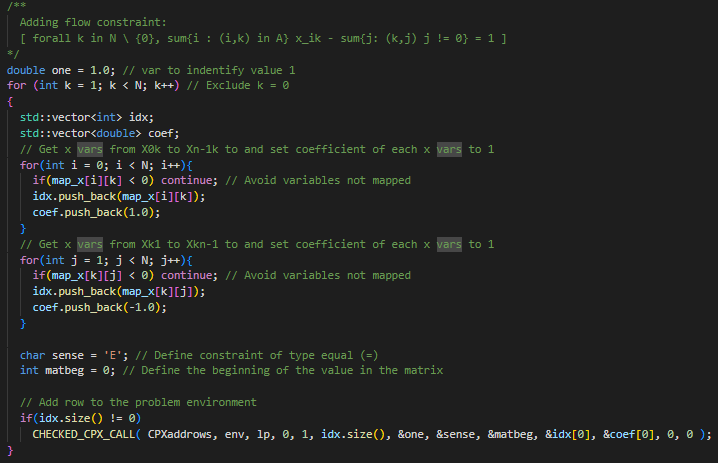 /**
  Adding flow constraint:
  [ forall k in N \ {0}, sum{i : (i,k) in A} x_ik - sum{j: (k,j) j != 0} = 1 ]
*/
double one = 1.0; // var to indentify value 1
for (int k = 1; k < N; k++) // Exclude k = 0
{
  std::vector<int> idx;
  std::vector<double> coef;
  // Get x vars from X0k to Xn-1k to and set coefficient of each x vars to 1
  for(int i = 0; i < N; i++){
    if(map_x[i][k] < 0) continue; // Avoid variables not mapped
    idx.push_back(map_x[i][k]);
    coef.push_back(1.0);
  }
  // Get x vars from Xk1 to Xkn-1 to and set coefficient of each x vars to 1
  for(int j = 1; j < N; j++){
    if(map_x[k][j] < 0) continue; // Avoid variables not mapped
    idx.push_back(map_x[k][j]);
    coef.push_back(-1.0);
  }

  char sense = 'E'; // Define constraint of type equal (=)
  int matbeg = 0; // Define the beginning of the value in the matrix

  // Add row to the problem environment
  if(idx.size() != 0)
    CHECKED_CPX_CALL( CPXaddrows, env, lp, 0, 1, idx.size(), &one, &sense, &matbeg, &idx[0], &coef[0], 0, 0 );
}